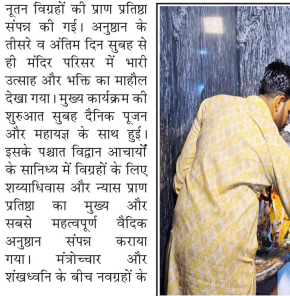 नूतन विग्रहों की प्राण प्रतिष्ठा
संपन्न की गई। अनुष्ठान के
तीसरे व अंतिम दिन सुबह से
ही मंदिर परिसर में भारी
उत्साह और भक्ति का माहौल
देखा गया। मुख्य कार्यक्रम की
शुरुआत सुबह दैनिक पूजन
और महायज्ञ के साथ हुई।
इसके पश्चात विद्वान आचार्यों
के सानिध्य में विग्रहों के लिए
शय्याधिवास और न्यास प्राण
प्रतिष्ठा का मुख्य और
सबसे महत्वपूर्ण वैदिक
अनुष्ठान संपन्न कराया
गया। मंत्रोच्चार और
शंखध्वनि के बीच नवग्रहों के